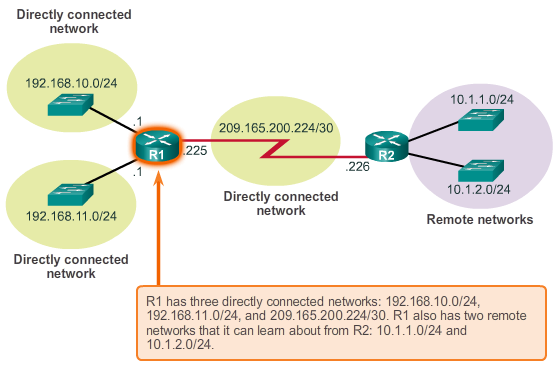 Directly connected
network
192.168.10.0/24
.1
R1
.1
192.168.11.0/24
Directly connected
network
.225
209.165.200.224/30
Directly connected
network
.226
R2
10.1.1.0/24
10.1.2.0/24
Remote networks
R1 has three directly connected networks: 192.168.10.0/24,
192.168.11.0/24, and 209.165.200.224/30. R1 also has two remote
networks that it can learn about from R2: 10.1.1.0/24 and
10.1.2.0/24.